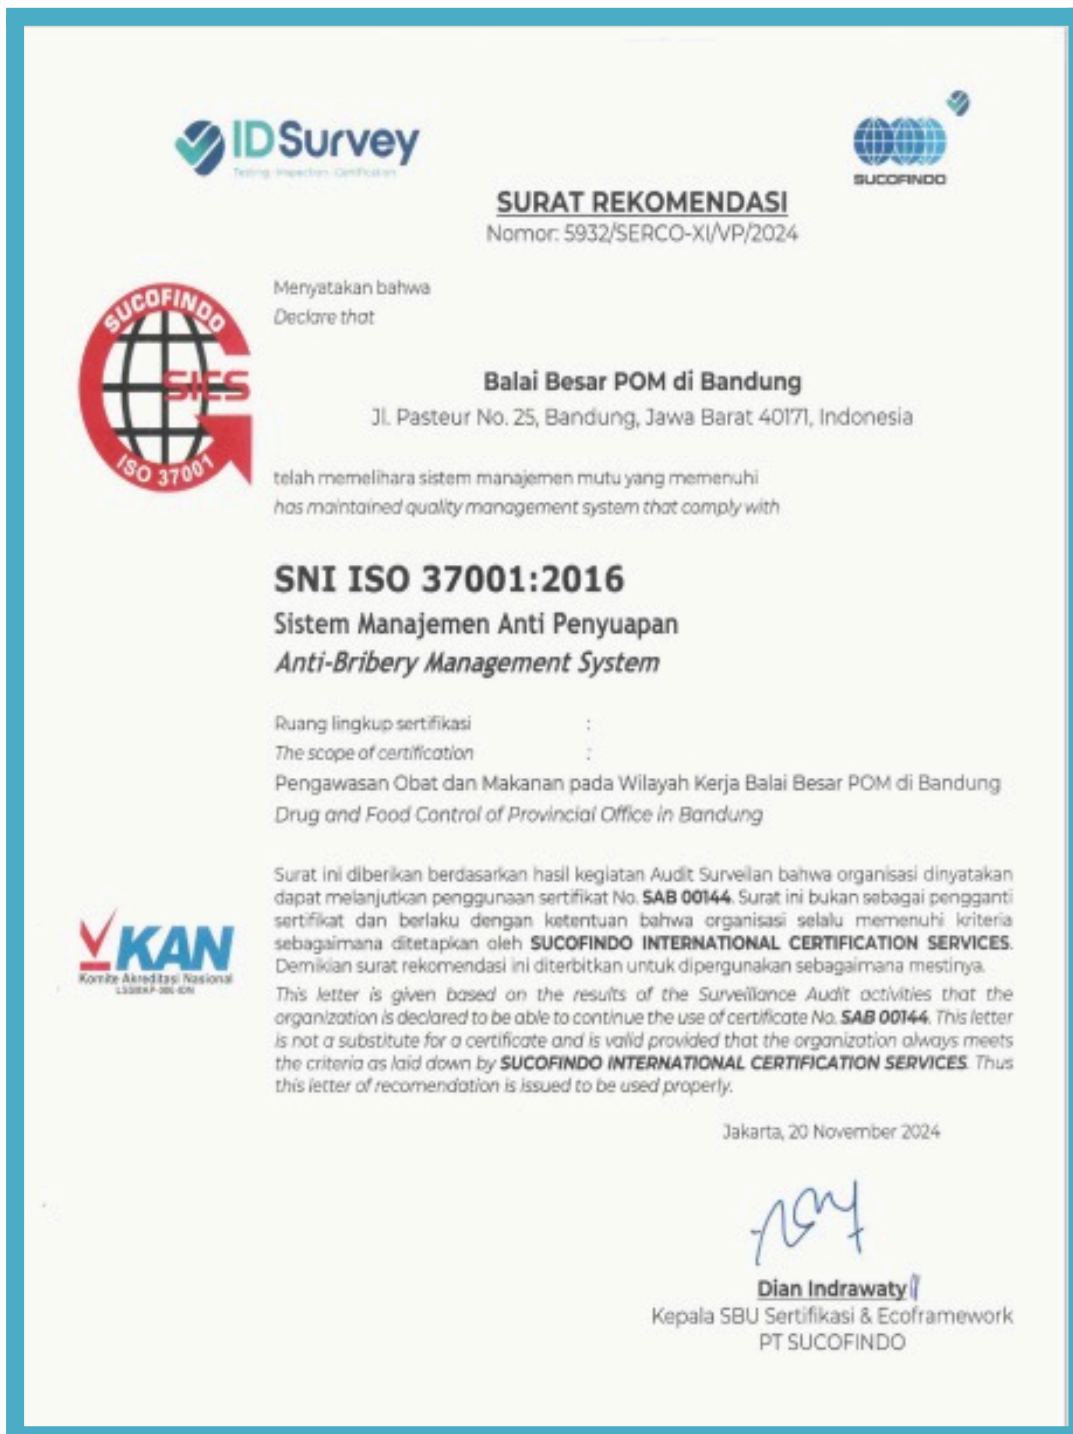 IDSurvey
Testing · Inspection · Certification
SUCOFINDO
SURAT REKOMENDASI
Nomor: 5932/SERCO-XI/VP/2024
SUCOFINDO
SICS
ISO 37001
Menyatakan bahwa
Declare that
Balai Besar POM di Bandung
Jl. Pasteur No. 25, Bandung, Jawa Barat 40171, Indonesia
telah memelihara sistem manajemen mutu yang memenuhi
has maintained quality management system that comply with
SNI ISO 37001:2016
Sistem Manajemen Anti Penyuapan
Anti-Bribery Management System
Ruang lingkup sertifikasi :
The scope of certification :
Pengawasan Obat dan Makanan pada Wilayah Kerja Balai Besar POM di Bandung
Drug and Food Control of Provincial Office in Bandung
Surat ini diberikan berdasarkan hasil kegiatan Audit Surveilan bahwa organisasi dinyatakan
dapat melanjutkan penggunaan sertifikat No. SAB 00144. Surat ini bukan sebagai pengganti
sertifikat dan berlaku dengan ketentuan bahwa organisasi selalu memenuhi kriteria
sebagaimana ditetapkan oleh SUCOFINDO INTERNATIONAL CERTIFICATION SERVICES.
Demikian surat rekomendasi ini diterbitkan untuk dipergunakan sebagaimana mestinya.
This letter is given based on the results of the Surveillance Audit activities that the
organization is declared to be able to continue the use of certificate No. SAB 00144. This letter
is not a substitute for a certificate and is valid provided that the organization always meets
the criteria as laid down by SUCOFINDO INTERNATIONAL CERTIFICATION SERVICES. Thus
this letter of recomendation is issued to be used properly.
KAN
Komite Akreditasi Nasional
Jakarta, 20 November 2024
Dian Indrawaty
Kepala SBU Sertifikasi & Ecoframework
PT SUCOFINDO